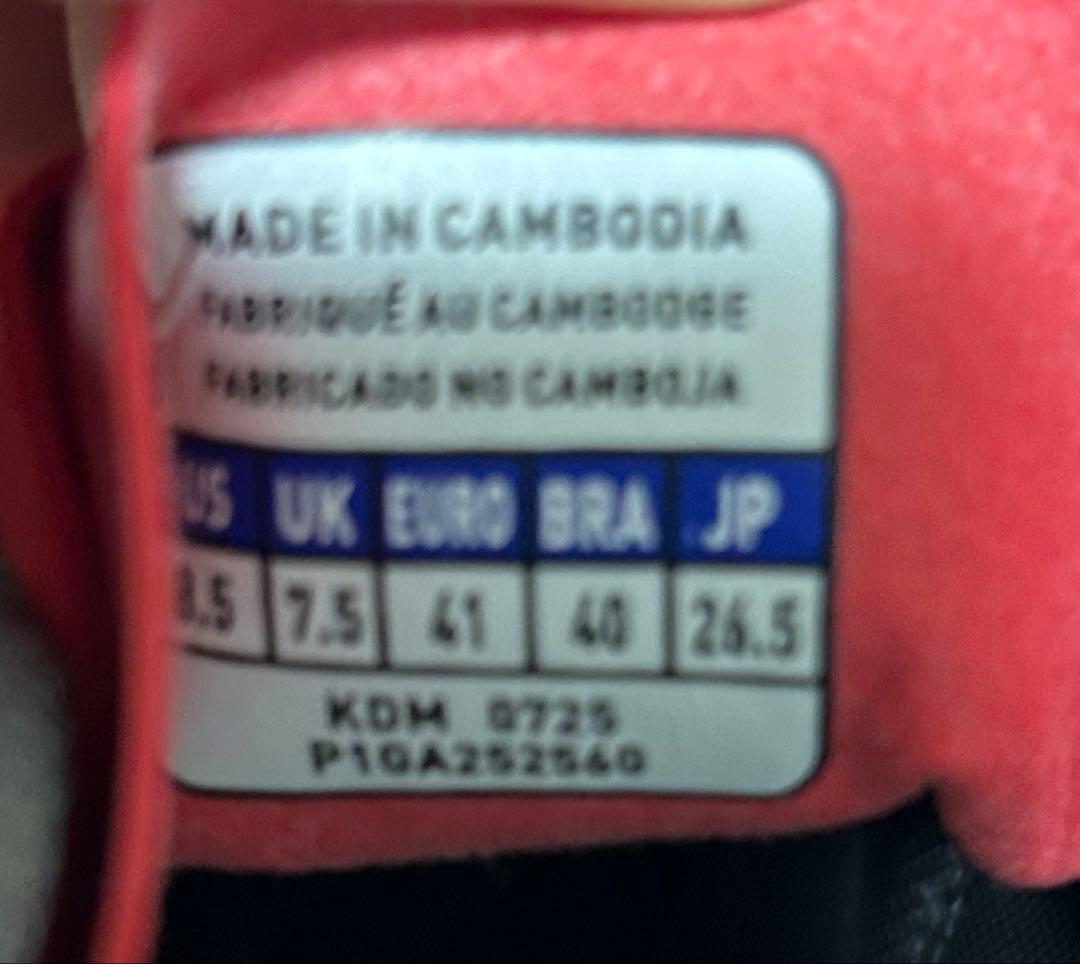 MADE IN CAMBODIA
FABRIQUÉ AU CAMBODGE
FABRICADO NO CAMBOJA
US UK EURO BRA JP
8.5 7.5 41 40 26.5
KDM 0725
P1GA252560